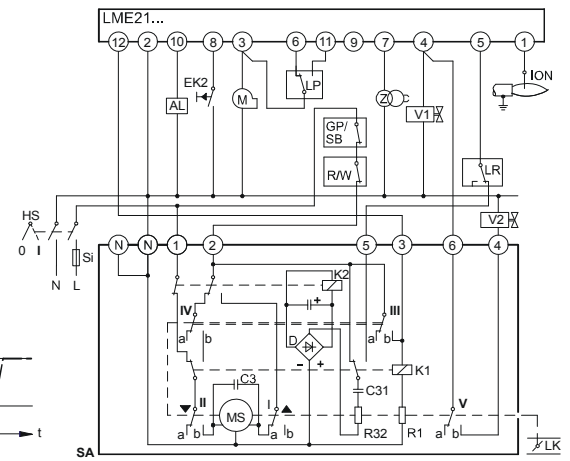 LME21...
12 2 10 8 3 6 11 9 7 4 5 1
ION
EK2
LP
AL
M
Z C
V1
GP/
SB
R/W
LR
HS
0 I
Si
V2
N L
N N 1 2 5 3 6 4
K2
+
IV
III
a b
a b
D
K1
- +
C3
C31
II
I
V
MS
a b
a b
R32
R1
a b
t
SA
LK